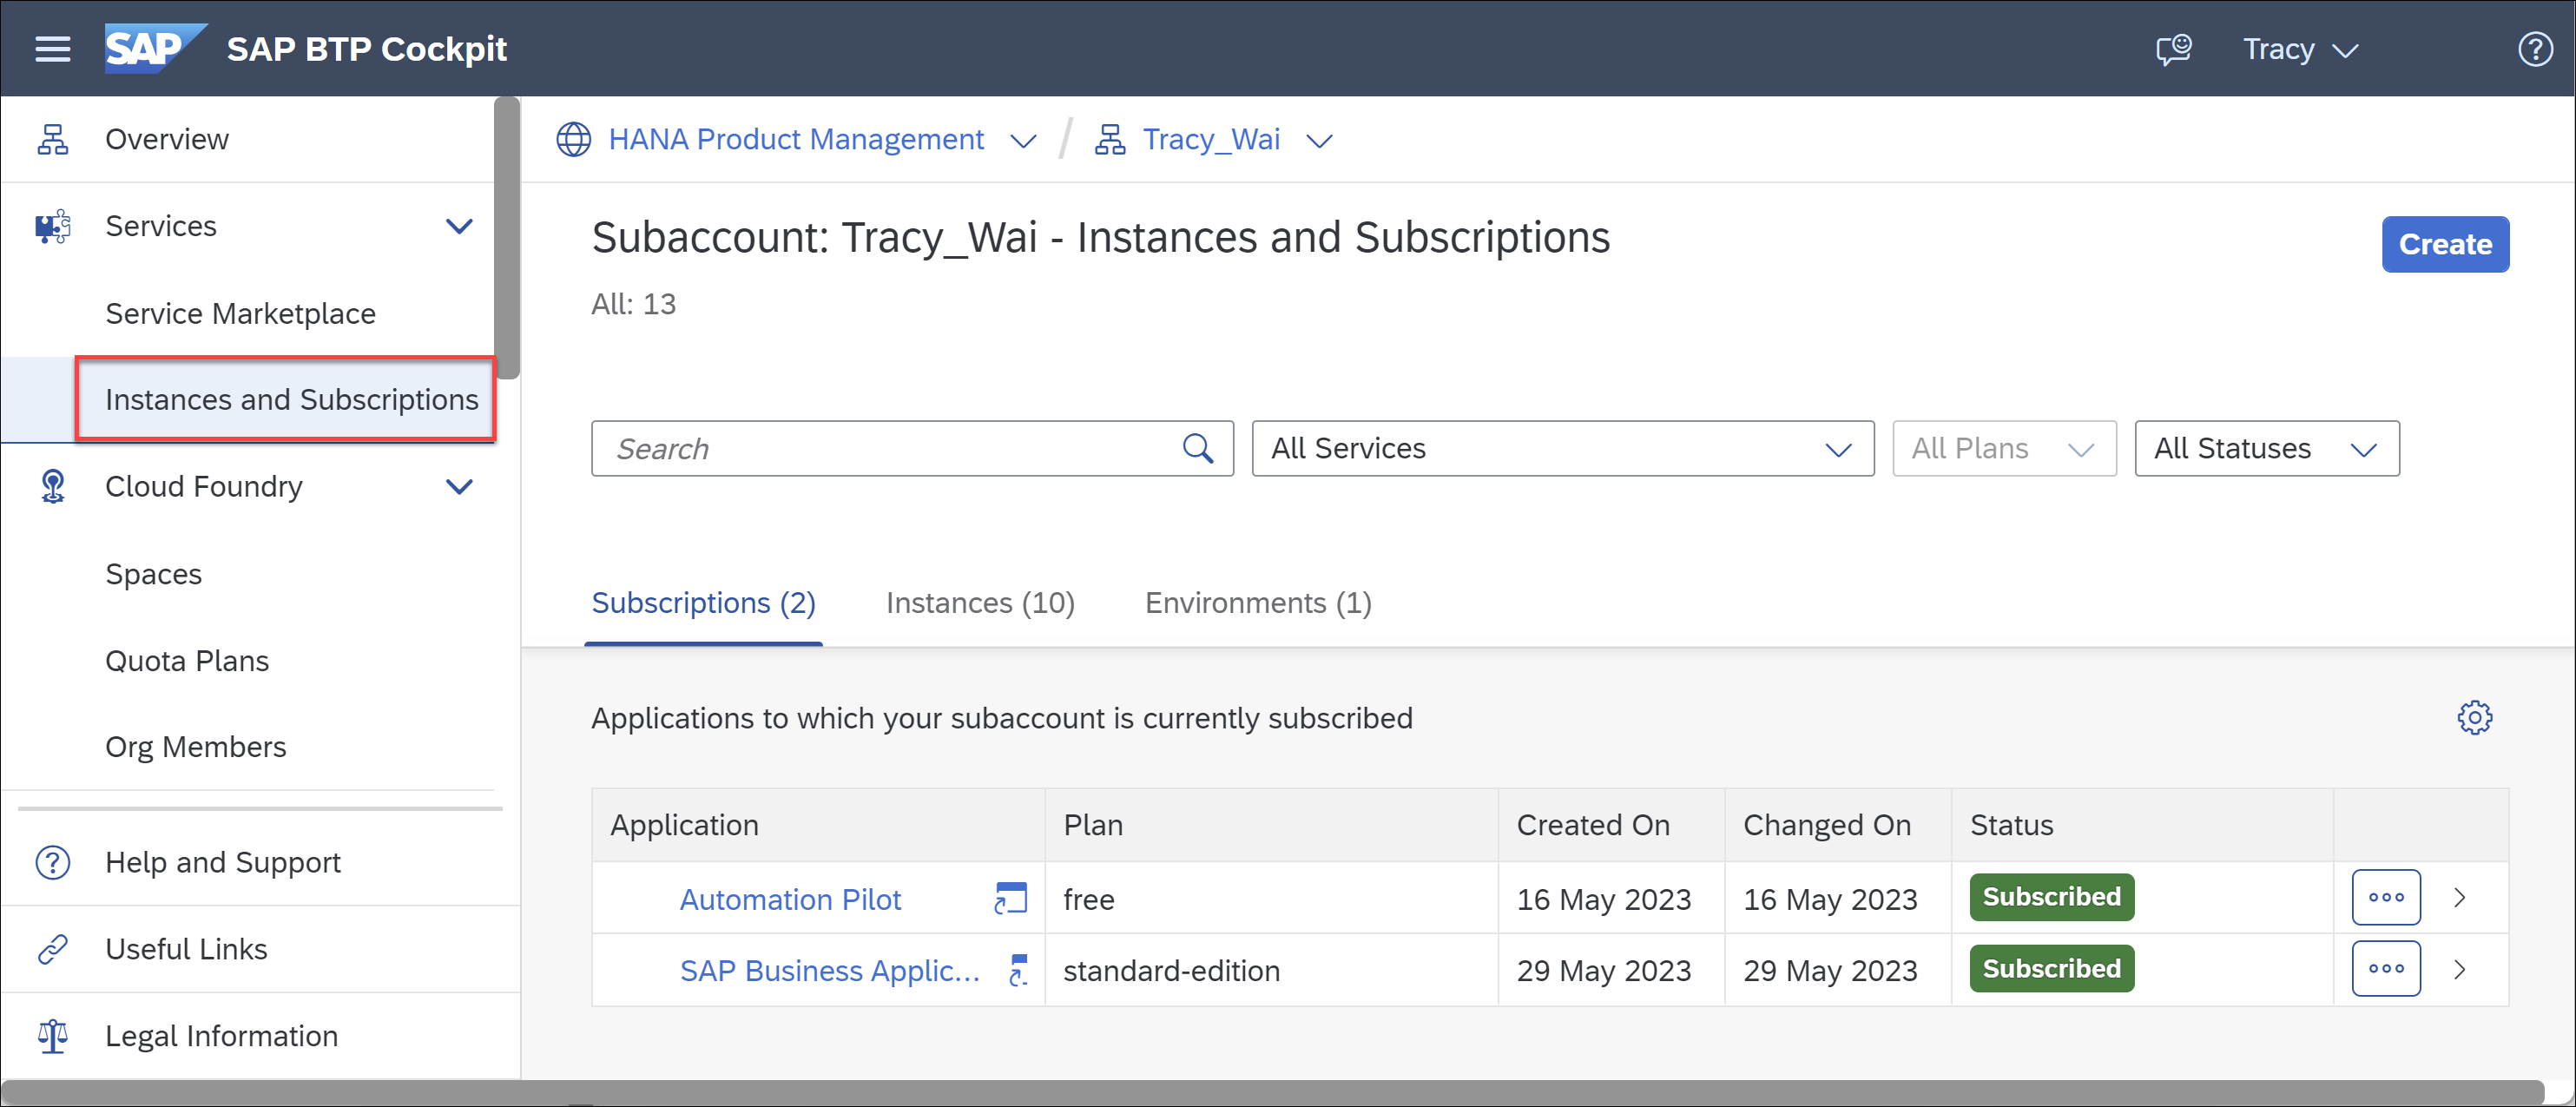 SAP SAP BTP Cockpit
Tracy
Overview
Services
Service Marketplace
Instances and Subscriptions
Cloud Foundry
Spaces
Quota Plans
Org Members
Help and Support
Useful Links
Legal Information
HANA Product Management / Tracy_Wai
Subaccount: Tracy_Wai - Instances and Subscriptions
Create
All: 13
Search
All Services
All Plans
All Statuses
Subscriptions (2) Instances (10) Environments (1)
Applications to which your subaccount is currently subscribed
Application Plan Created On Changed On Status
Automation Pilot free 16 May 2023 16 May 2023 Subscribed
SAP Business Applic... standard-edition 29 May 2023 29 May 2023 Subscribed